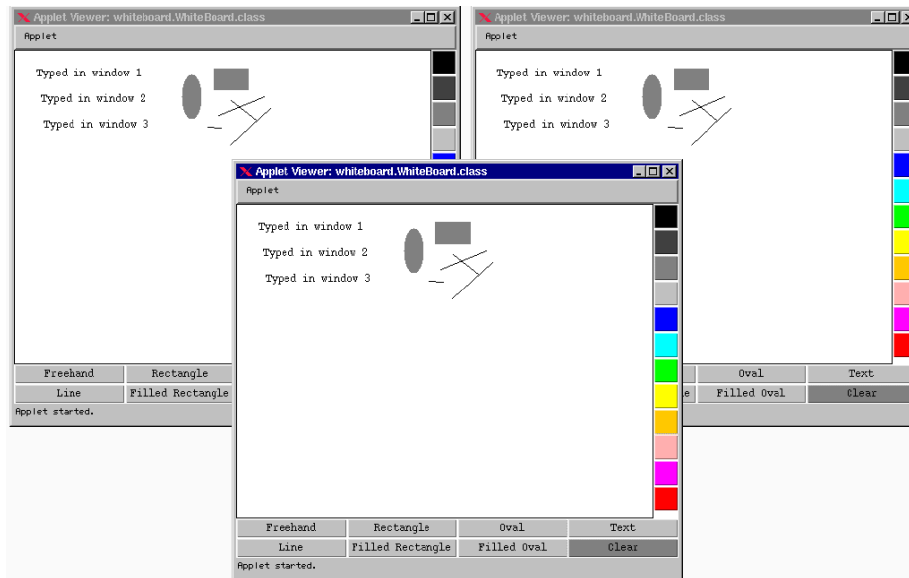 Applet Viewer: whiteboard.WhiteBoard.class
Applet
Typed in window 1
Typed in window 2
Typed in window 3
Freehand Rectangle
Line Filled Rectangle
Applet started.
Applet Viewer: whiteboard.WhiteBoard.class
Applet
Typed in window 1
Typed in window 2
Typed in window 3
Oval Text
Filled Oval Clear
Applet Viewer: whiteboard.WhiteBoard.class
Applet
Typed in window 1
Typed in window 2
Typed in window 3
Freehand Rectangle Oval Text
Line Filled Rectangle Filled Oval Clear
Applet started.